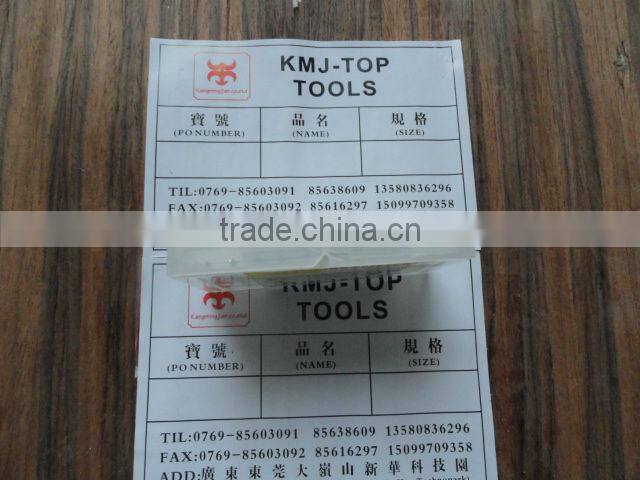 KMJ-TOP
TOOLS
寶號 品名 規格
(PO NUMBER) (NAME) (SIZE)
TIL:0769-85603091 85638609 13580836296
FAX:0769-85603092 85616297 15099709358
trade.china.cn
KMJ-TOP
TOOLS
寶號 品名 規格
(PO NUMBER) (NAME) (SIZE)
TIL:0769-85603091 85638609 13580836296
FAX:0769-85603092 85616297 15099709358
ADD:廣東東莞大嶺山新華科技園